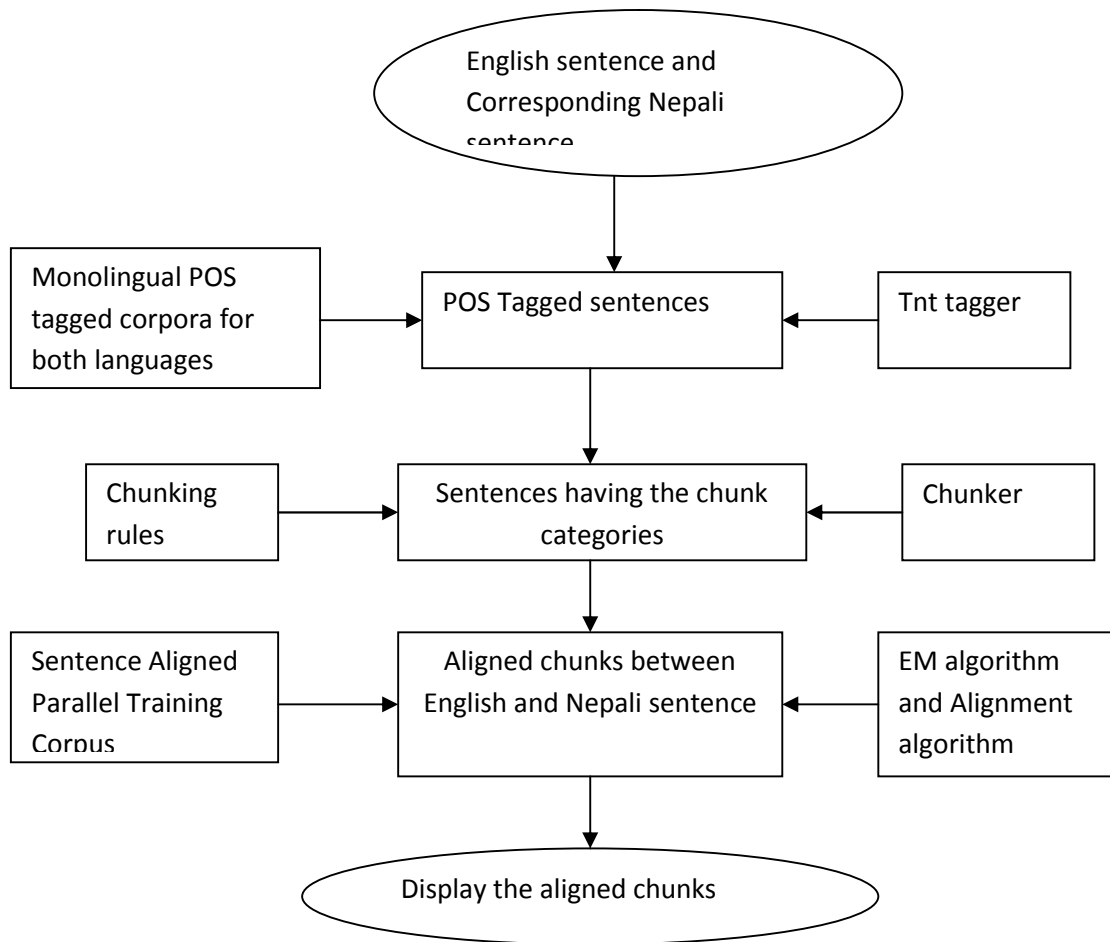 English sentence and
Corresponding Nepali
sentence
Monolingual POS
tagged corpora for
both languages
POS Tagged sentences
Tnt tagger
Chunking
rules
Sentences having the chunk
categories
Chunker
Sentence Aligned
Parallel Training
Corpus
Aligned chunks between
English and Nepali sentence
EM algorithm
and Alignment
algorithm
Display the aligned chunks